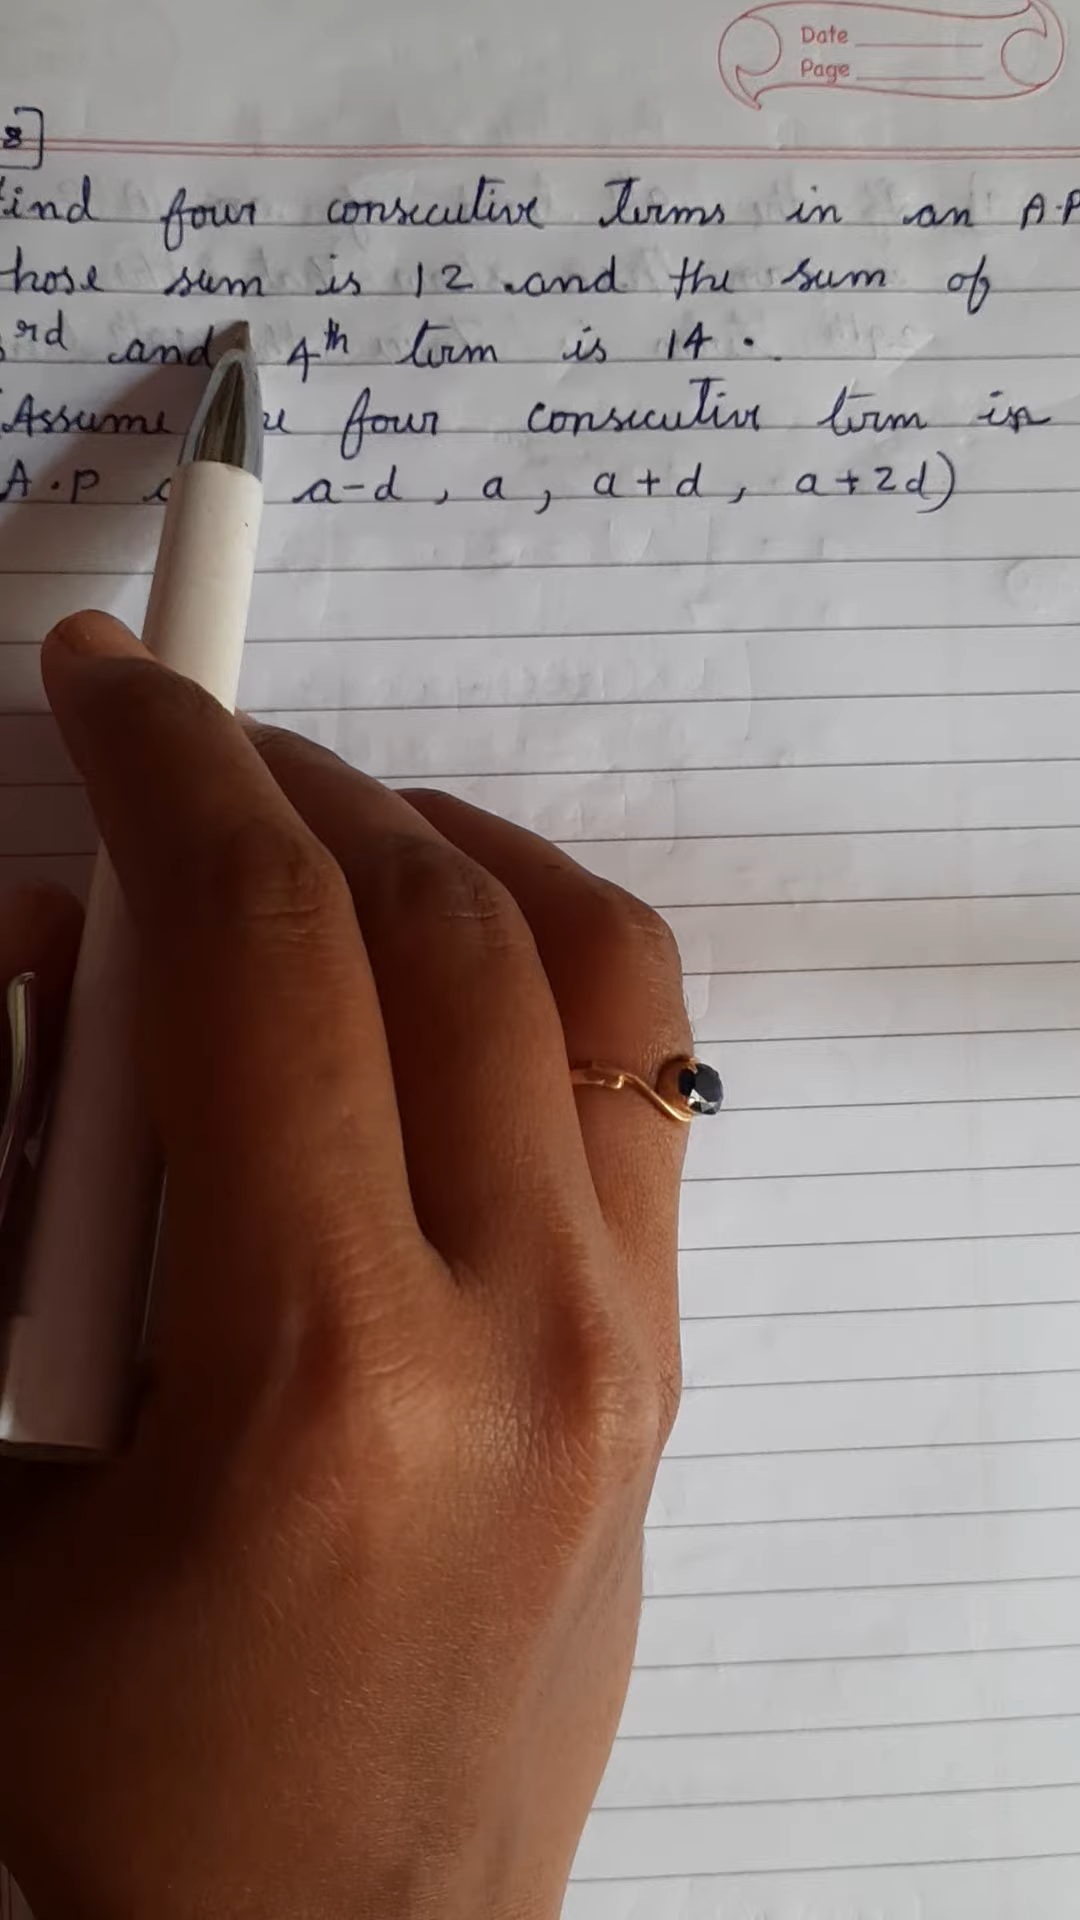 Date
Page
8]
ind four consecutive terms in an A.P
hose sum is 12 and the sum of
rd and 4th term is 14.
(Assume four consecutive term in
A.P a-d, a, a+d, a+2d)